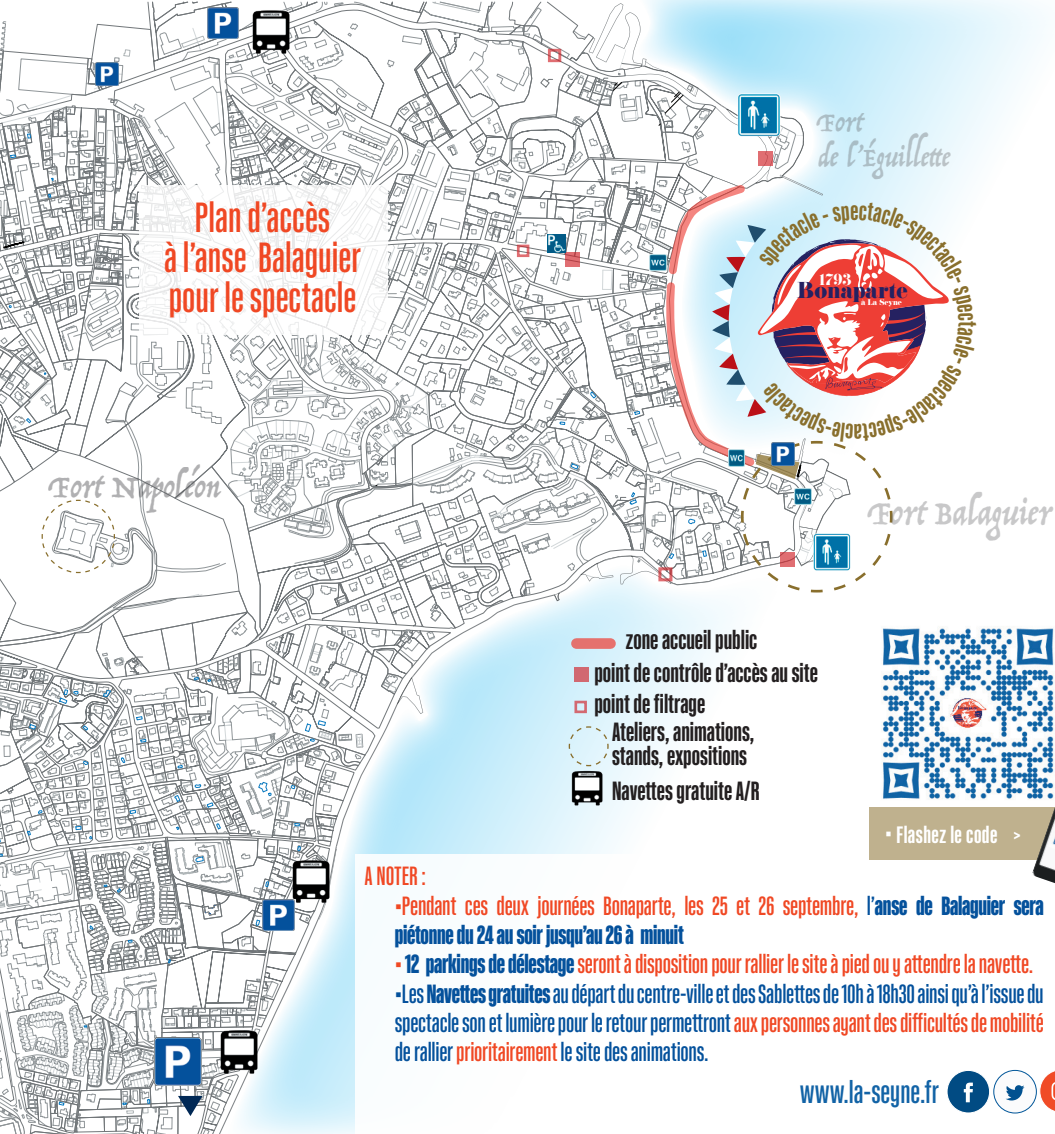 P
P
Fort
de l'Éguillette
Plan d'accès
à l'anse Balaguier
pour le spectacle
P
WC
spectacle - spectacle-spectacle- spectacle- spectacle-spectacle-spectacle
1793
Bonaparte
à La Seyne
Buonaparte
WC
P
WC
Fort Napoléon
Fort Balaguier
zone accueil public
point de contrôle d'accès au site
point de filtrage
Ateliers, animations,
stands, expositions
Navettes gratuite A/R
Bonaparte
• Flashez le code >
P
P
A NOTER :
•Pendant ces deux journées Bonaparte, les 25 et 26 septembre, l'anse de Balaguier sera
piétonne du 24 au soir jusqu'au 26 à minuit
• 12 parkings de délestage seront à disposition pour rallier le site à pied ou y attendre la navette.
•Les Navettes gratuites au départ du centre-ville et des Sablettes de 10h à 18h30 ainsi qu'à l'issue du
spectacle son et lumière pour le retour permettront aux personnes ayant des difficultés de mobilité
de rallier prioritairement le site des animations.
www.la-seyne.fr